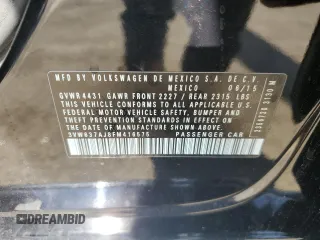 MFD BY VOLKSWAGEN DE MEXICO S.A. DE C.V.
MEXICO 06/15
GVWR 4431 GAWR FRONT 2227 / REAR 2315 LBS
THIS VEHICLE CONFORMS TO ALL APPLICABLE U.S.
FEDERAL MOTOR VEHICLE SAFETY, BUMPER AND
THEFT PREVENTION STANDARDS IN EFFECT ON THE
DATE OF MANUFACTURE SHOWN ABOVE.
PASSENGER CAR
DREAMBID